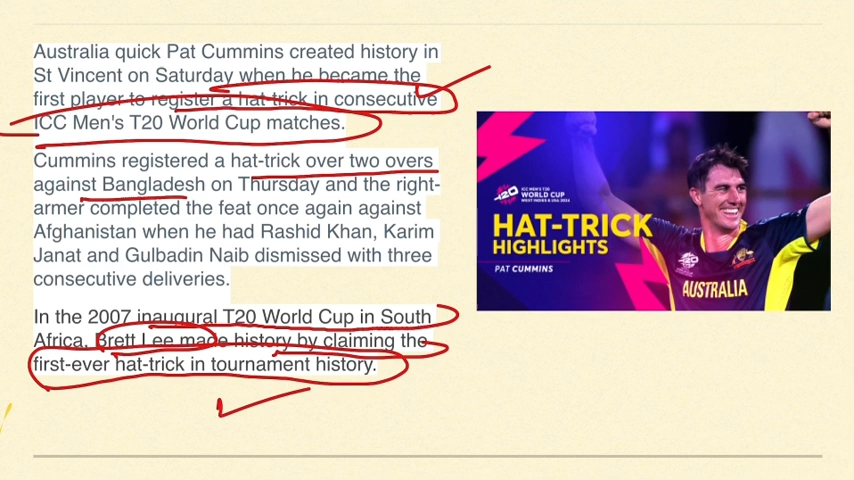 Australia quick Pat Cummins created history in
St Vincent on Saturday when he became the
first player to register a hat-trick in consecutive
ICC Men's T20 World Cup matches.
Cummins registered a hat-trick over two overs
against Bangladesh on Thursday and the right-
armer completed the feat once again against
Afghanistan when he had Rashid Khan, Karim
Janat and Gulbadin Naib dismissed with three
consecutive deliveries.
In the 2007 inaugural T20 World Cup in South
Africa, Brett Lee made history by claiming the
first-ever hat-trick in tournament history.
ICC MEN'S T20
WORLD CUP
WEST INDIES & USA 2024
HAT-TRICK
HIGHLIGHTS
PAT CUMMINS
AUSTRALIA